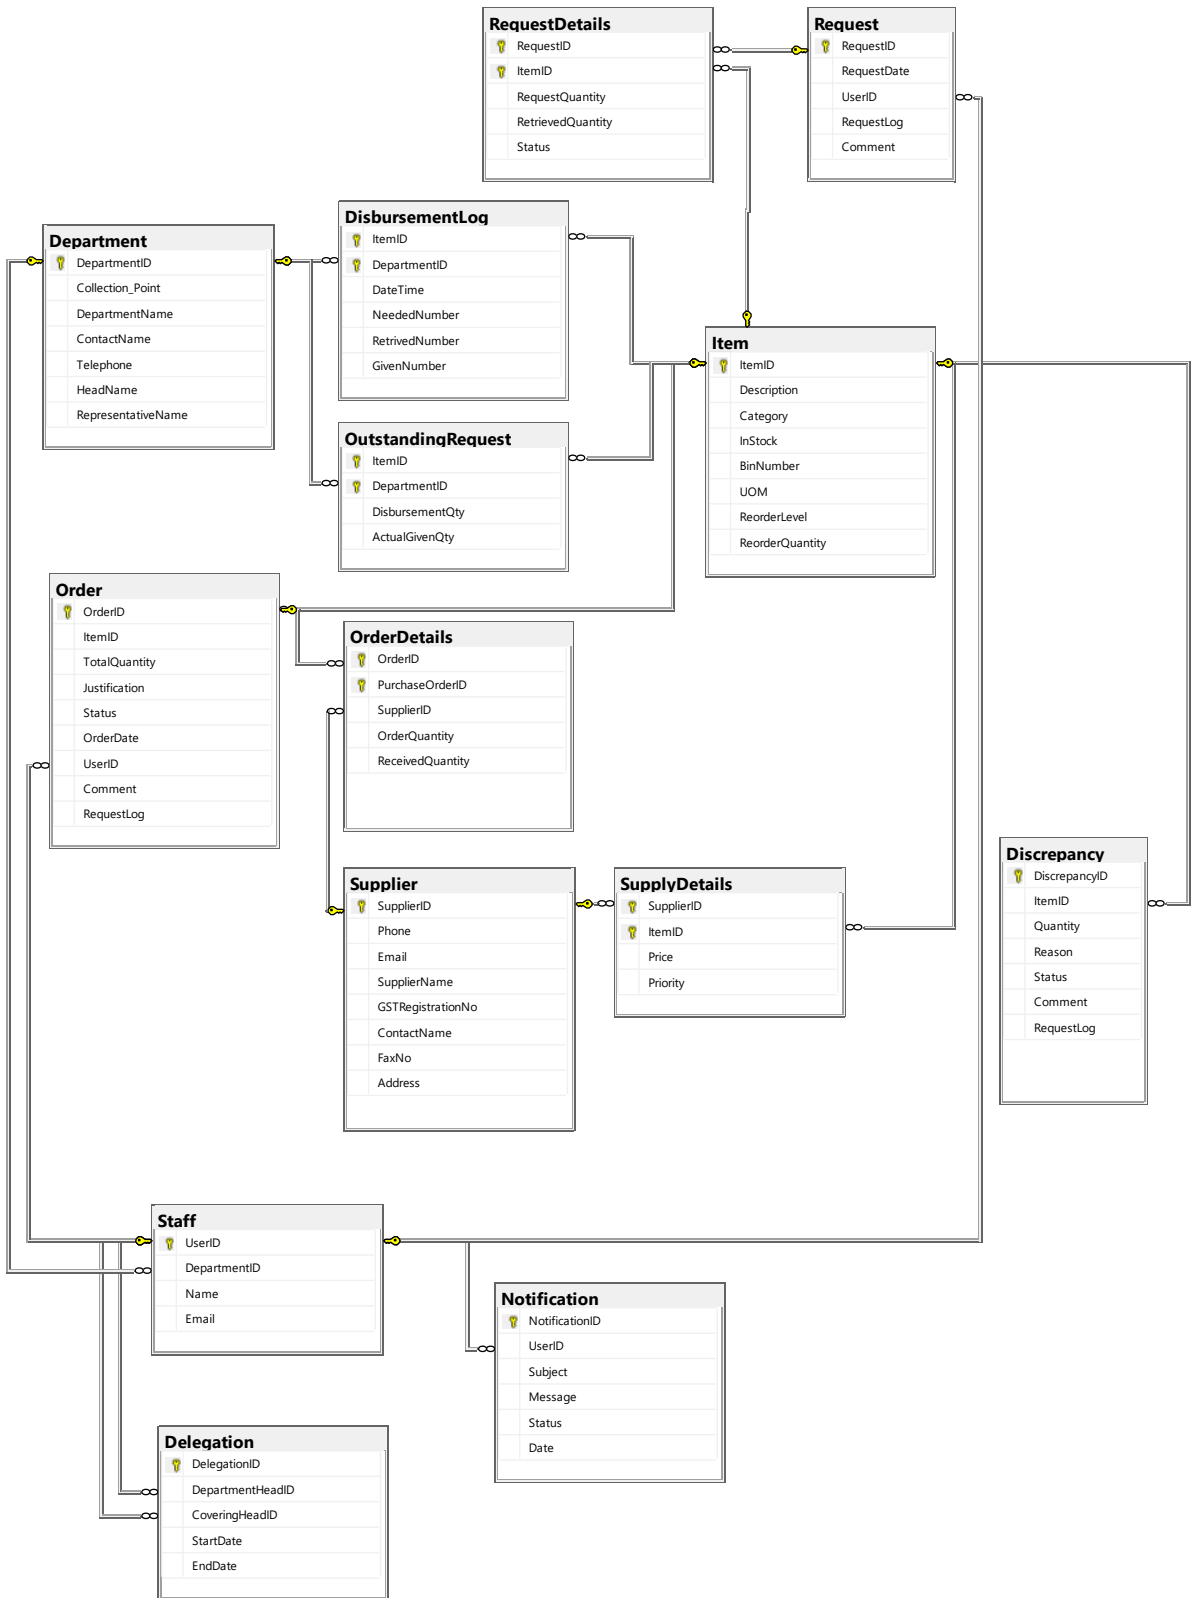 RequestDetails
RequestID
ItemID
RequestQuantity
RetrievedQuantity
Status
Request
RequestID
RequestDate
UserID
RequestLog
Comment
Department
DepartmentID
Collection_Point
DepartmentName
ContactName
Telephone
HeadName
RepresentativeName
DisbursementLog
ItemID
DepartmentID
DateTime
NeededNumber
RetrivedNumber
GivenNumber
OutstandingRequest
ItemID
DepartmentID
DisbursementQty
ActualGivenQty
Item
ItemID
Description
Category
InStock
BinNumber
UOM
ReorderLevel
ReorderQuantity
Order
OrderID
ItemID
TotalQuantity
Justification
Status
OrderDate
UserID
Comment
RequestLog
OrderDetails
OrderID
PurchaseOrderID
SupplierID
OrderQuantity
ReceivedQuantity
Supplier
SupplierID
Phone
Email
SupplierName
GSTRegistrationNo
ContactName
FaxNo
Address
SupplyDetails
SupplierID
ItemID
Price
Priority
Discrepancy
DiscrepancyID
ItemID
Quantity
Reason
Status
Comment
RequestLog
Staff
UserID
DepartmentID
Name
Email
Notification
NotificationID
UserID
Subject
Message
Status
Date
Delegation
DelegationID
DepartmentHeadID
CoveringHeadID
StartDate
EndDate